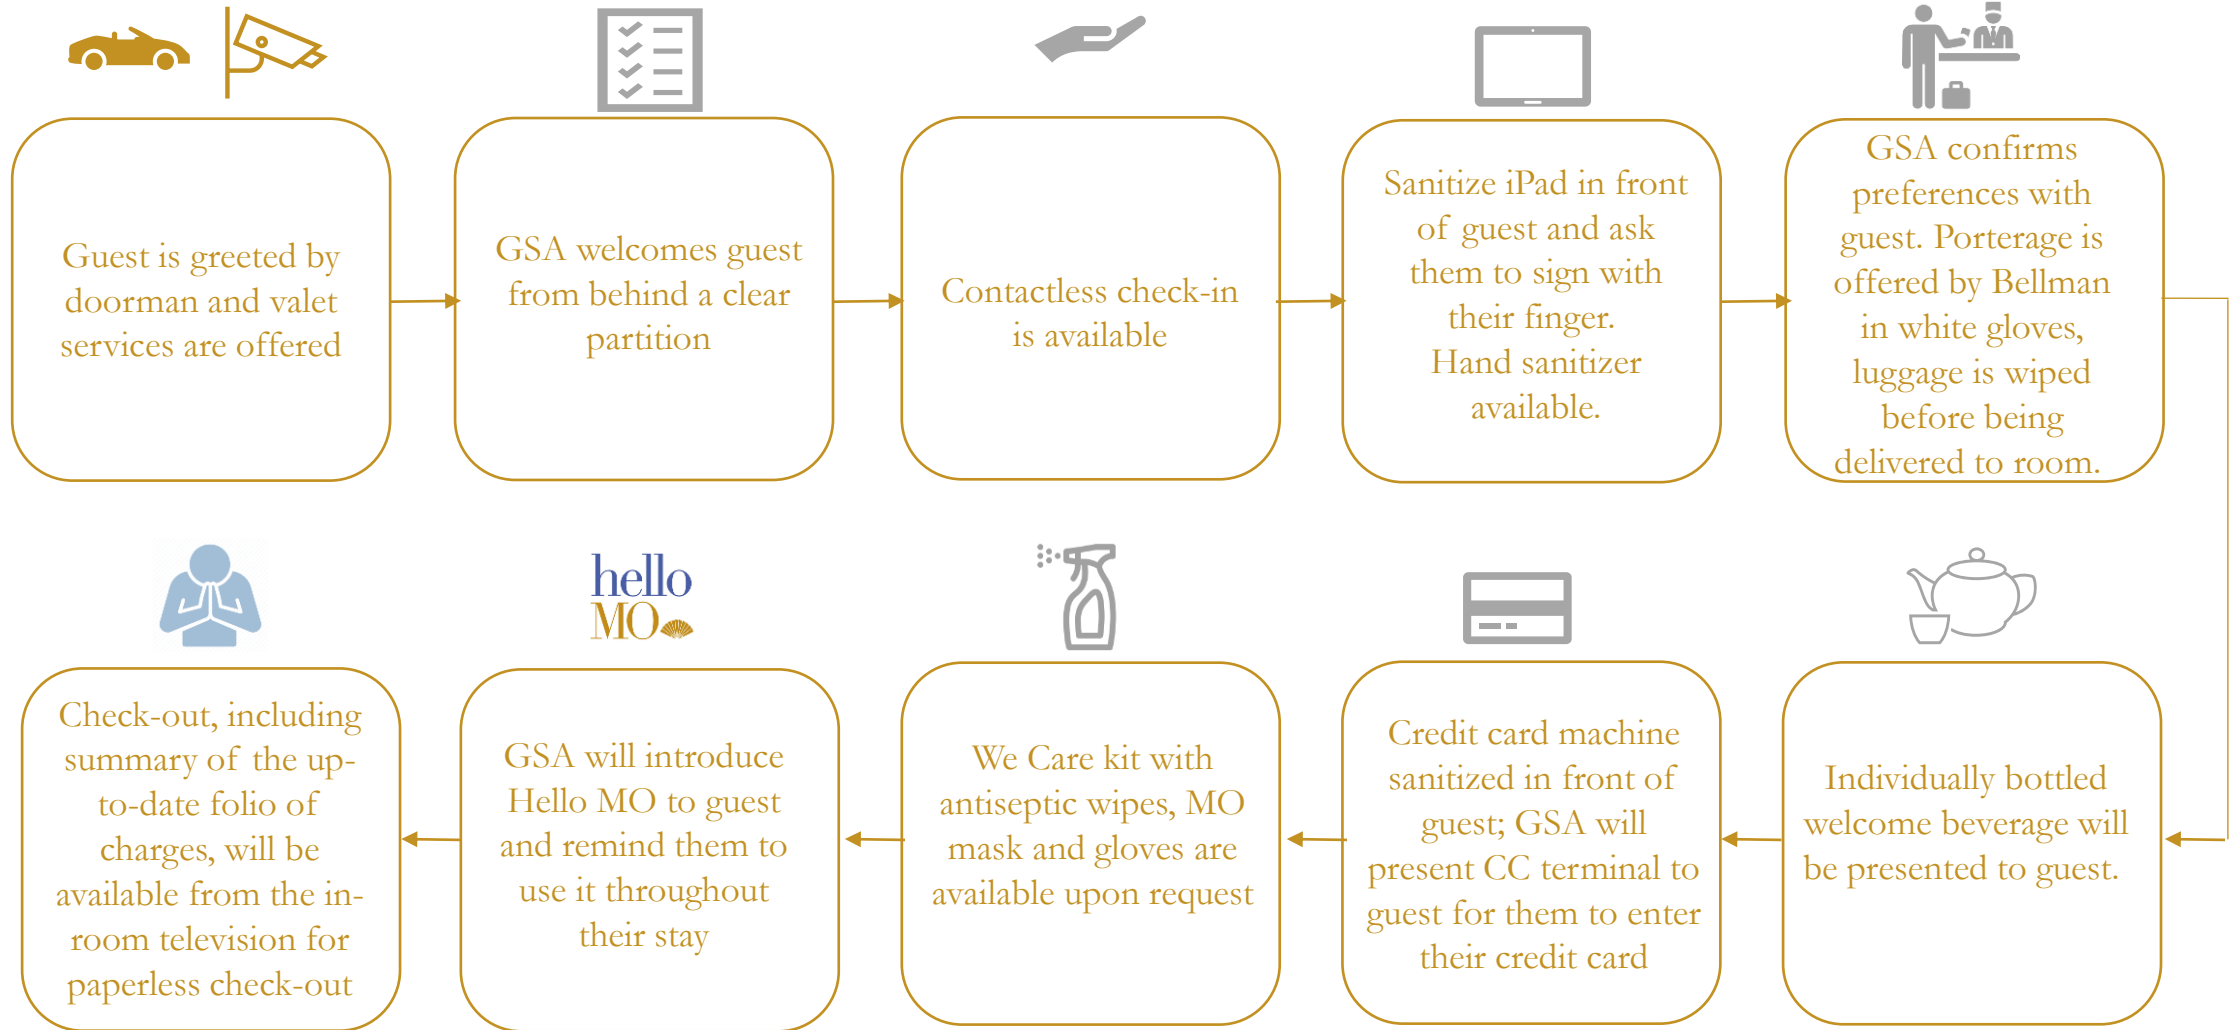 Guest is greeted by
doorman and valet
services are offered
GSA welcomes guest
from behind a clear
partition
Contactless check-in
is available
Sanitize iPad in front
of guest and ask
them to sign with
their finger.
Hand sanitizer
available.
GSA confirms
preferences with
guest. Porterage is
offered by Bellman
in white gloves,
luggage is wiped
before being
delivered to room.
Individually bottled
welcome beverage will
be presented to guest.
Credit card machine
sanitized in front of
guest; GSA will
present CC terminal to
guest for them to enter
their credit card
We Care kit with
antiseptic wipes, MO
mask and gloves are
available upon request
hello
MO
GSA will introduce
Hello MO to guest
and remind them to
use it throughout
their stay
Check-out, including
summary of the up-
to-date folio of
charges, will be
available from the in-
room television for
paperless check-out